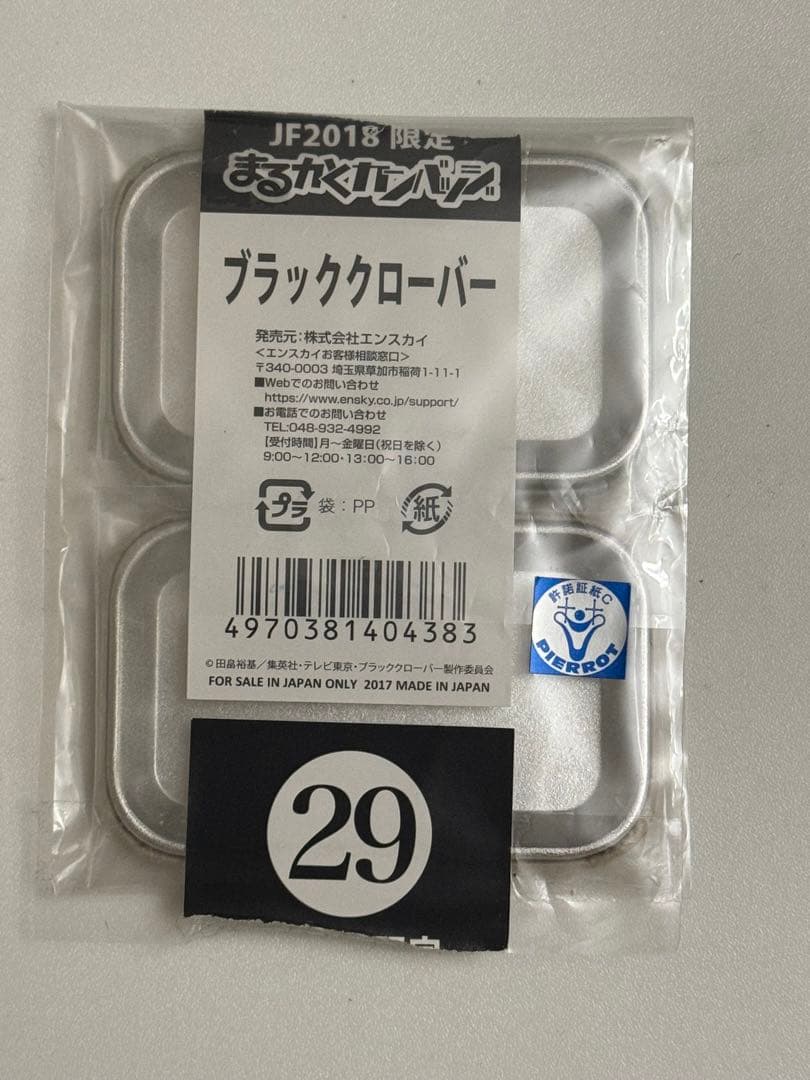 JF2018 限定
まるかくカンバッジ
ブラッククローバー
発売元:株式会社エンスカイ
<エンスカイお客様相談窓口>
〒340-0003 埼玉県草加市稲荷1-11-1
■Webでのお問い合わせ
https://www.ensky.co.jp/support/
■お電話でのお問い合わせ
TEL:048-932-4992
【受付時間】月〜金曜日(祝日を除く)
9:00〜12:00・13:00〜16:00
プラ 袋:PP 紙
4970381404383
許諾証紙C
PIERROT
©田畠裕基/集英社・テレビ東京・ブラッククローバー製作委員会
FOR SALE IN JAPAN ONLY 2017 MADE IN JAPAN
29